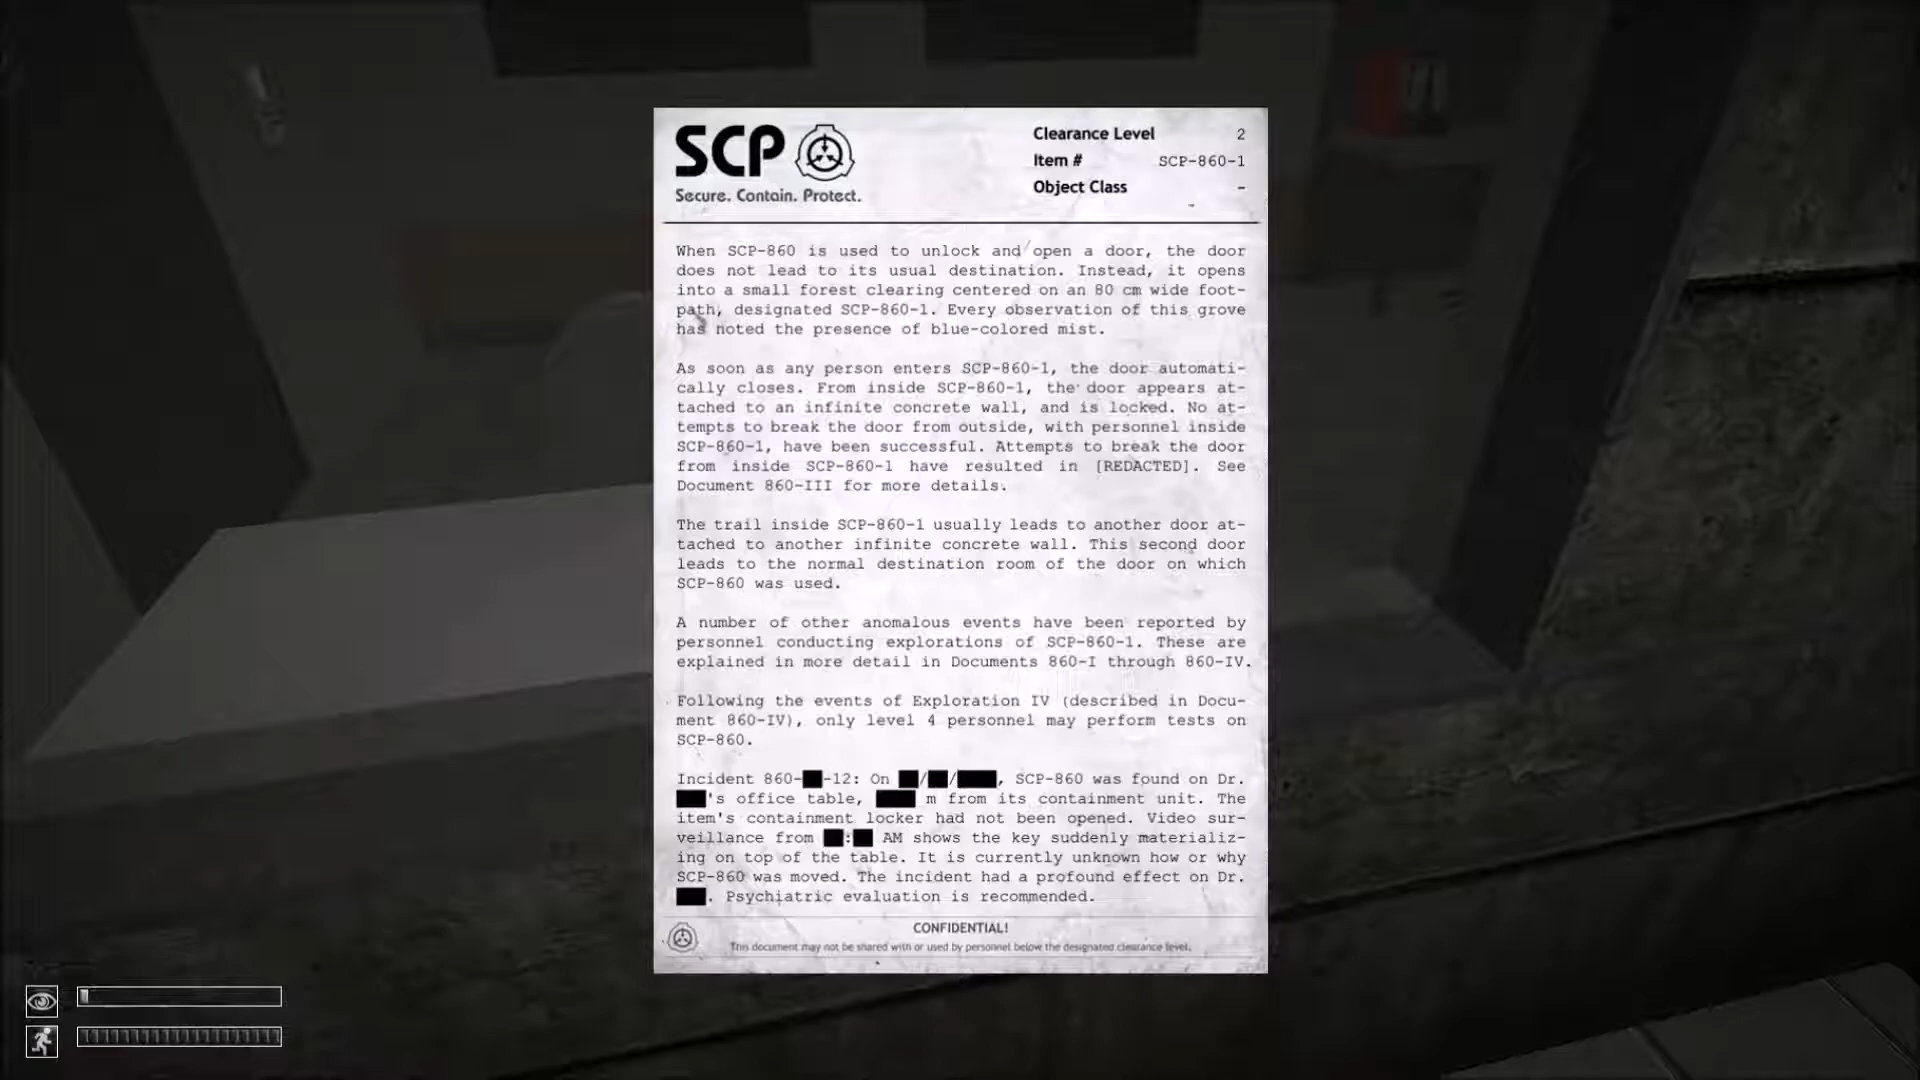 SCP
Secure. Contain. Protect.
Clearance Level 2
Item # SCP-860-1
Object Class -
When SCP-860 is used to unlock and open a door, the door
does not lead to its usual destination. Instead, it opens
into a small forest clearing centered on an 80 cm wide foot-
path, designated SCP-860-1. Every observation of this grove
has noted the presence of blue-colored mist.
As soon as any person enters SCP-860-1, the door automati-
cally closes. From inside SCP-860-1, the door appears at-
tached to an infinite concrete wall, and is locked. No at-
tempts to break the door from outside, with personnel inside
SCP-860-1, have been successful. Attempts to break the door
from inside SCP-860-1 have resulted in [REDACTED]. See
Document 860-III for more details.
The trail inside SCP-860-1 usually leads to another door at-
tached to another infinite concrete wall. This second door
leads to the normal destination room of the door on which
SCP-860 was used.
A number of other anomalous events have been reported by
personnel conducting explorations of SCP-860-1. These are
explained in more detail in Documents 860-I through 860-IV.
Following the events of Exploration IV (described in Docu-
ment 860-IV), only level 4 personnel may perform tests on
SCP-860.
Incident 860-██-12: On ██/██/████, SCP-860 was found on Dr.
███'s office table, ████ m from its containment unit. The
item's containment locker had not been opened. Video sur-
veillance from ██:██ AM shows the key suddenly materializ-
ing on top of the table. It is currently unknown how or why
SCP-860 was moved. The incident had a profound effect on Dr.
███. Psychiatric evaluation is recommended.
CONFIDENTIAL!
This document may not be shared with or used by personnel below the designated clearance level.